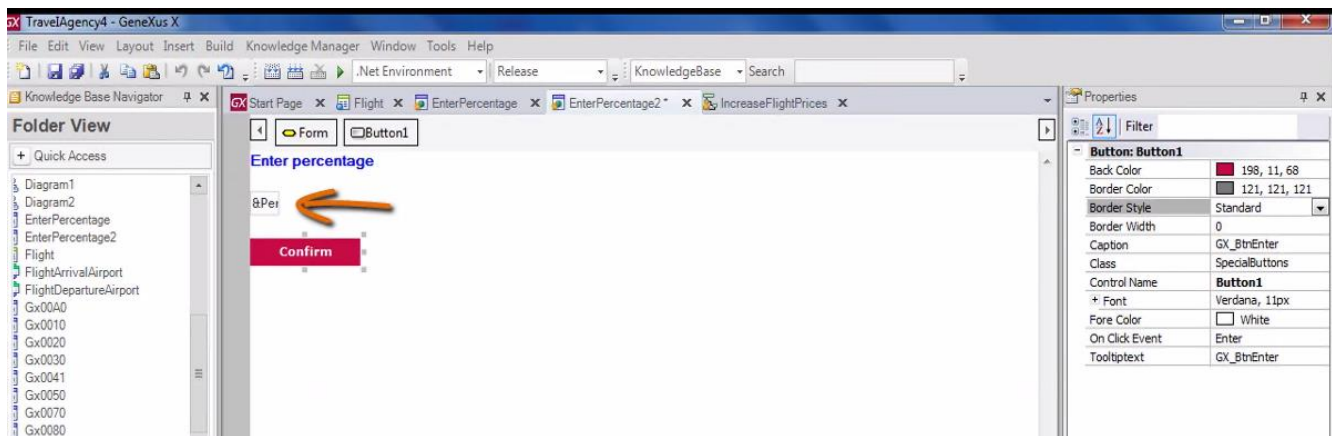 GX TravelAgency4 - GeneXus X
File Edit View Layout Insert Build Knowledge Manager Window Tools Help
.Net Environment Release KnowledgeBase Search
Knowledge Base Navigator
GX Start Page Flight EnterPercentage EnterPercentage2* IncreaseFlightPrices
Folder View
Form Button1
+ Quick Access
Enter percentage
Diagram1
Diagram2
EnterPercentage
EnterPercentage2
Flight
FlightArrivalAirport
FlightDepartureAirport
Gx00A0
Gx0010
Gx0020
Gx0030
Gx0041
Gx0050
Gx0070
Gx0080
&Per
Confirm
Properties
Filter
Button: Button1
Back Color 198, 11, 68
Border Color 121, 121, 121
Border Style Standard
Border Width 0
Caption GX_BtnEnter
Class SpecialButtons
Control Name Button1
+ Font Verdana, 11px
Fore Color White
On Click Event Enter
Tooltiptext GX_BtnEnter